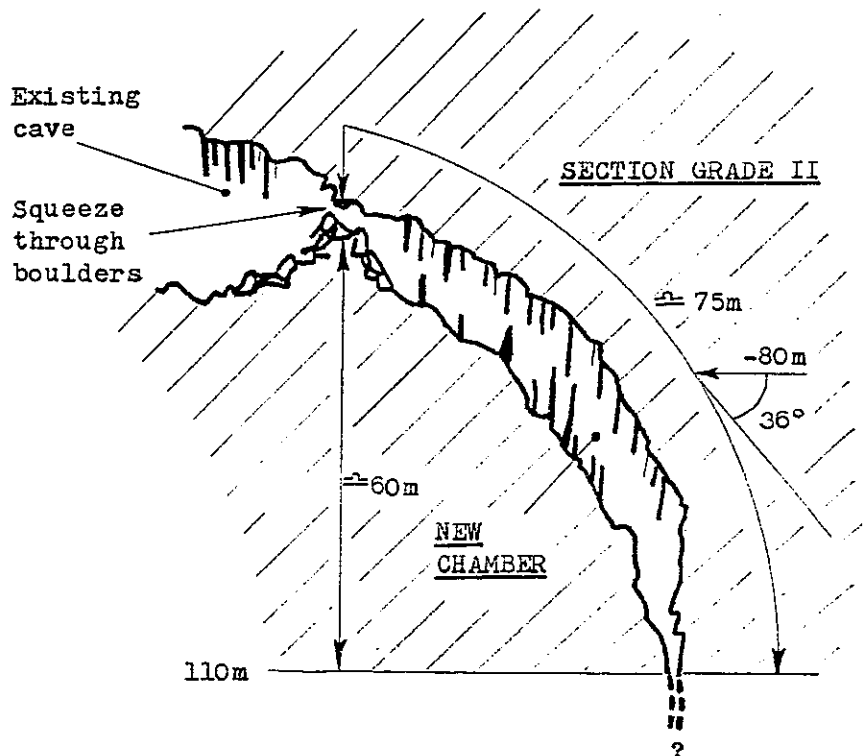 Existing
cave
SECTION GRADE II
Squeeze
through
boulders
≏ 75m
-80m
36°
≏60m
NEW
CHAMBER
110m
?